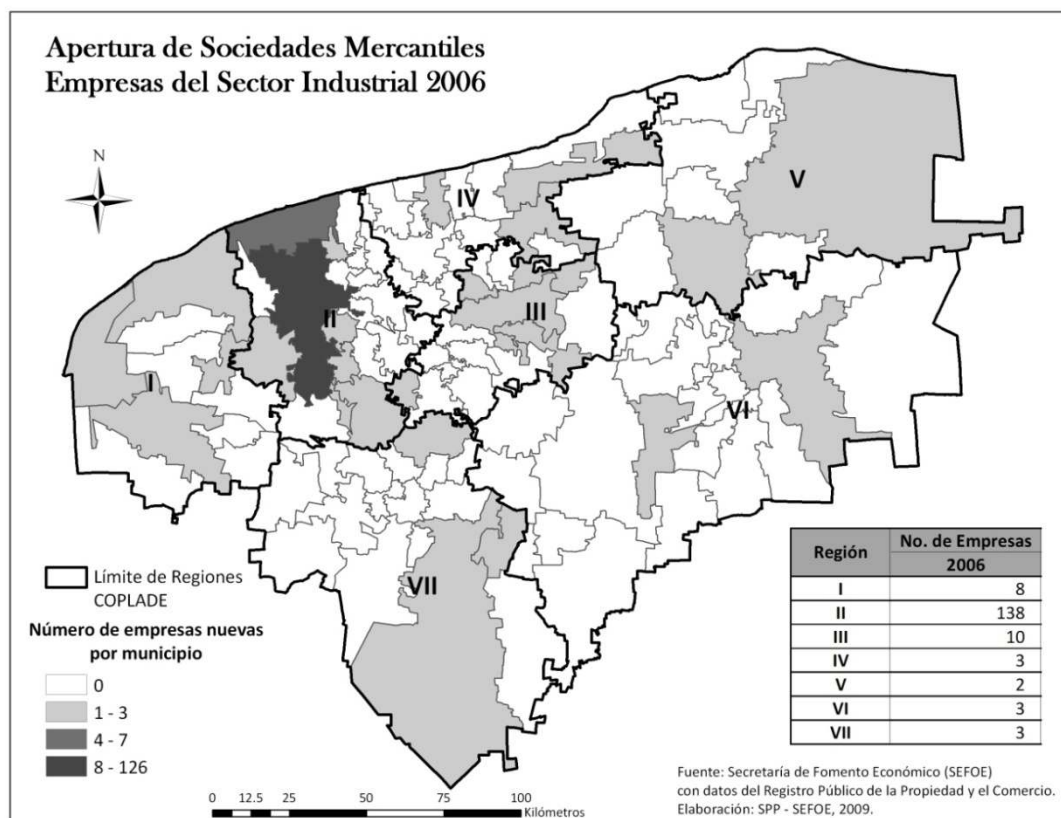 Apertura de Sociedades Mercantiles
Empresas del Sector Industrial 2006
N
V
IV
III
II
I
VI
VII
Límite de Regiones
COPLADE
Número de empresas nuevas
por municipio
0
1 - 3
4 - 7
8 - 126
Región No. de Empresas
2006
I 8
II 138
III 10
IV 3
V 2
VI 3
VII 3
0 12.5 25 50 75 100
Kilómetros
Fuente: Secretaría de Fomento Económico (SEFOE)
con datos del Registro Público de la Propiedad y el Comercio.
Elaboración: SPP - SEFOE, 2009.